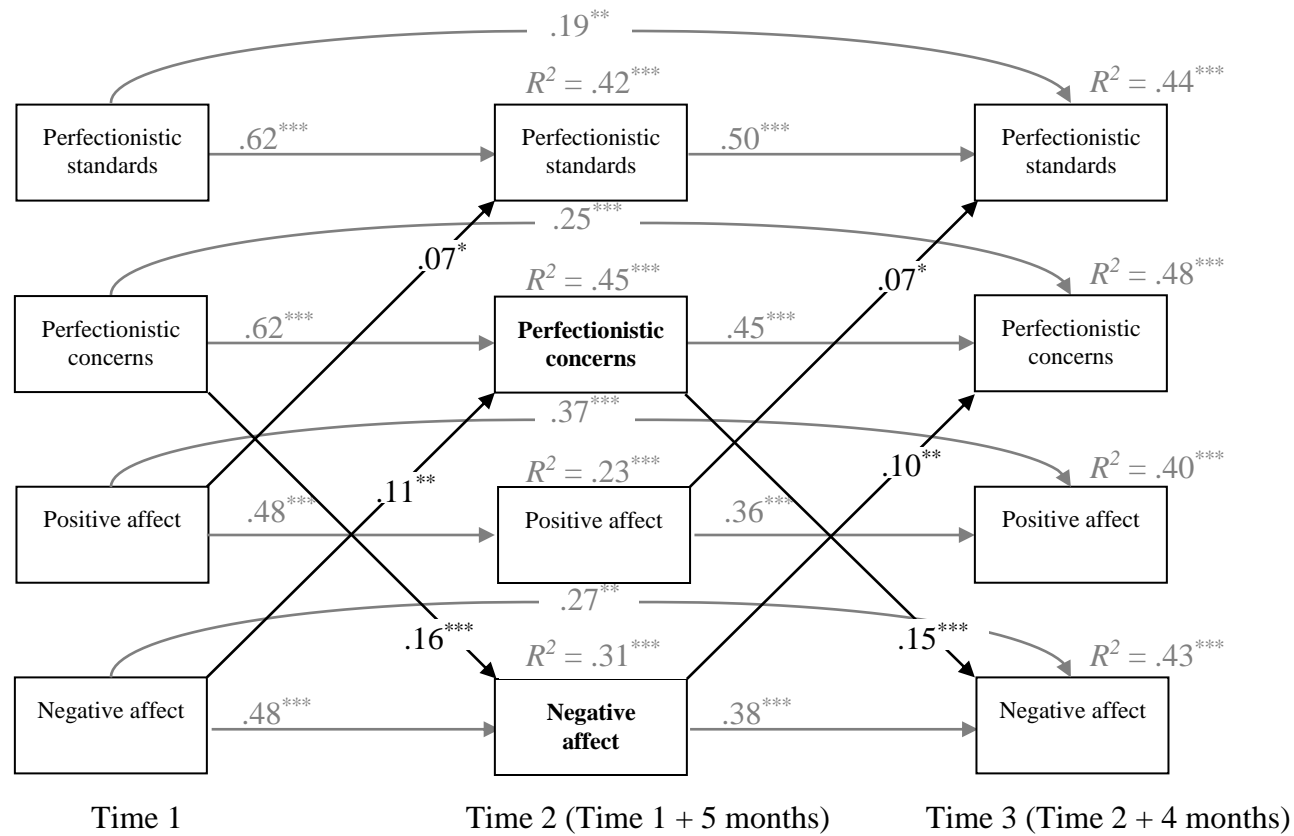 .19**
R² = .42***
R² = .44***
Perfectionistic
standards
.62***
Perfectionistic
standards
.50***
Perfectionistic
standards
.25***
.07*
.07*
R² = .45***
R² = .48***
Perfectionistic
concerns
.62***
Perfectionistic
concerns
.45***
Perfectionistic
concerns
.37***
.11**
R² = .23***
.10**
R² = .40***
Positive affect
.48***
Positive affect
.36***
Positive affect
.27**
.16***
R² = .31***
.15***
R² = .43***
Negative affect
.48***
Negative
affect
.38***
Negative affect
Time 1
Time 2 (Time 1 + 5 months)
Time 3 (Time 2 + 4 months)